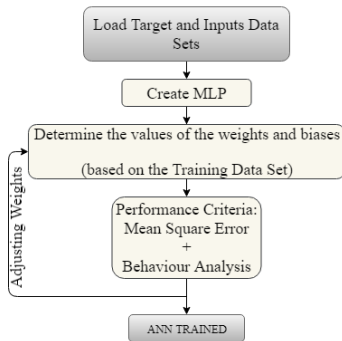 Load Target and Inputs Data
Sets
Create MLP
Determine the values of the weights and biases
(based on the Training Data Set)
Adjusting Weights
Performance Criteria:
Mean Square Error
+
Behaviour Analysis
ANN TRAINED